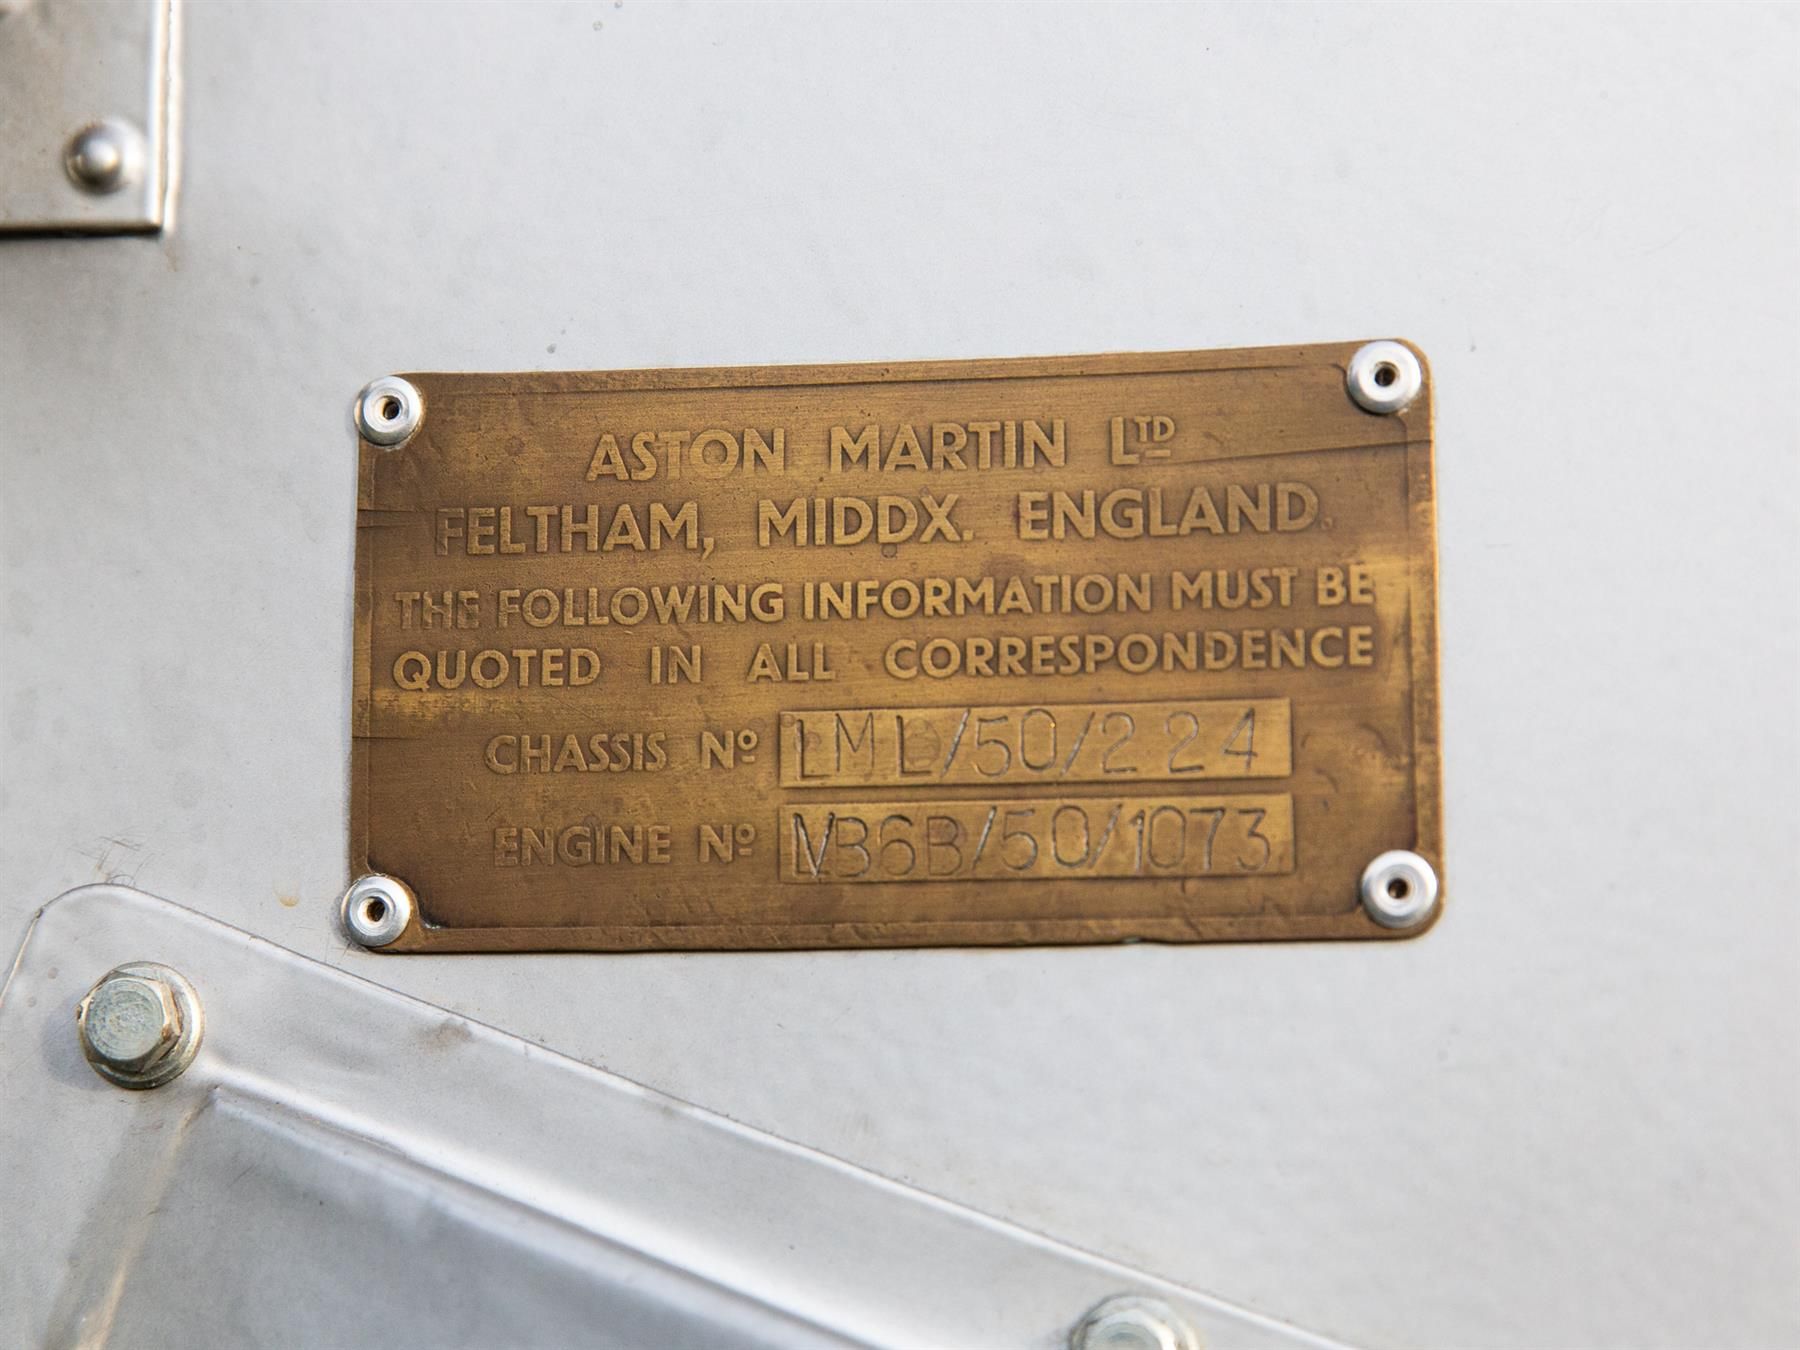 ASTON MARTIN LTD
FELTHAM, MIDDX. ENGLAND.
THE FOLLOWING INFORMATION MUST BE
QUOTED IN ALL CORRESPONDENCE
CHASSIS Nº LML/50/224
ENGINE Nº VB6B/50/1073